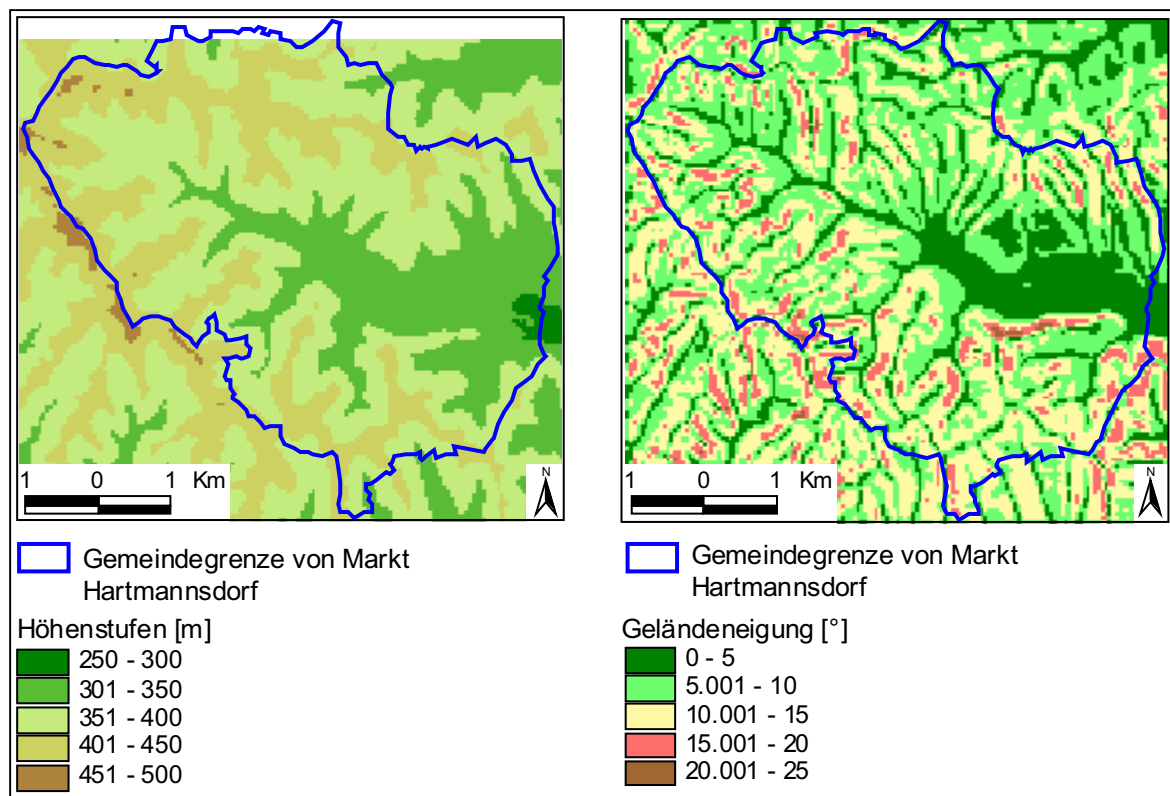 1 0 1 Km
N
Gemeindegrenze von Markt
Hartmannsdorf
Höhenstufen [m]
250 - 300
301 - 350
351 - 400
401 - 450
451 - 500
1 0 1 Km
N
Gemeindegrenze von Markt
Hartmannsdorf
Geländeneigung [°]
0 - 5
5.001 - 10
10.001 - 15
15.001 - 20
20.001 - 25